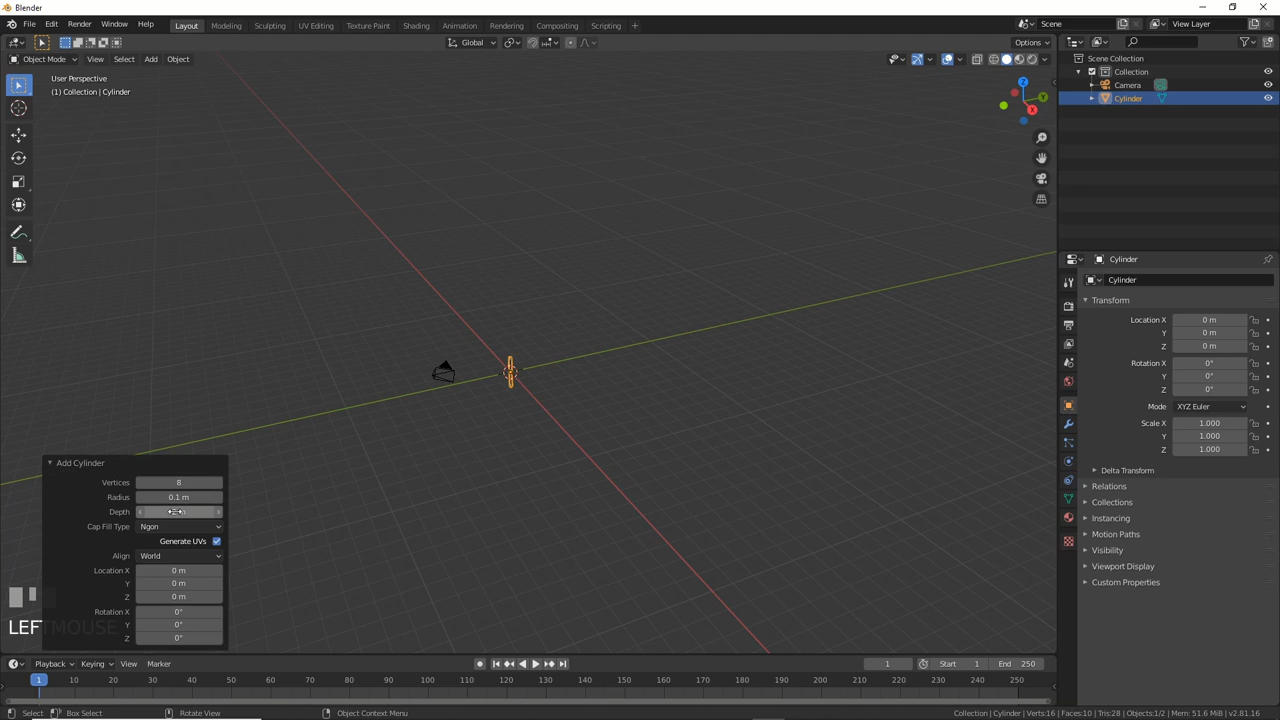 Blender
File Edit Render Window Help Layout Modeling Sculpting UV Editing Texture Paint Shading Animation Rendering Compositing Scripting + Scene View Layer
Global Options
Object Mode View Select Add Object
User Perspective
(1) Collection | Cylinder
Z
Y
X
Scene Collection
Collection
Camera
Cylinder
Cylinder
Cylinder
Transform
Location X 0 m
Y 0 m
Z 0 m
Rotation X 0°
Y 0°
Z 0°
Mode XYZ Euler
Scale X 1.000
Y 1.000
Z 1.000
Delta Transform
Relations
Collections
Instancing
Motion Paths
Visibility
Viewport Display
Custom Properties
Add Cylinder
Vertices 8
Radius 0.1 m
Depth
Cap Fill Type Ngon
Generate UVs
Align World
Location X 0 m
Y 0 m
Z 0 m
Rotation X 0°
Y 0°
Z 0°
LEFTMOUSE
Playback Keying View Marker 1 Start 1 End 250
1 10 20 30 40 50 60 70 80 90 100 110 120 130 140 150 160 170 180 190 200 210 220 230 240 250
Select Box Select Rotate View Object Context Menu Collection | Cylinder | Verts:16 | Faces:10 | Tris:28 | Objects:1/2 | Mem: 51.6 MiB | v2.81.16